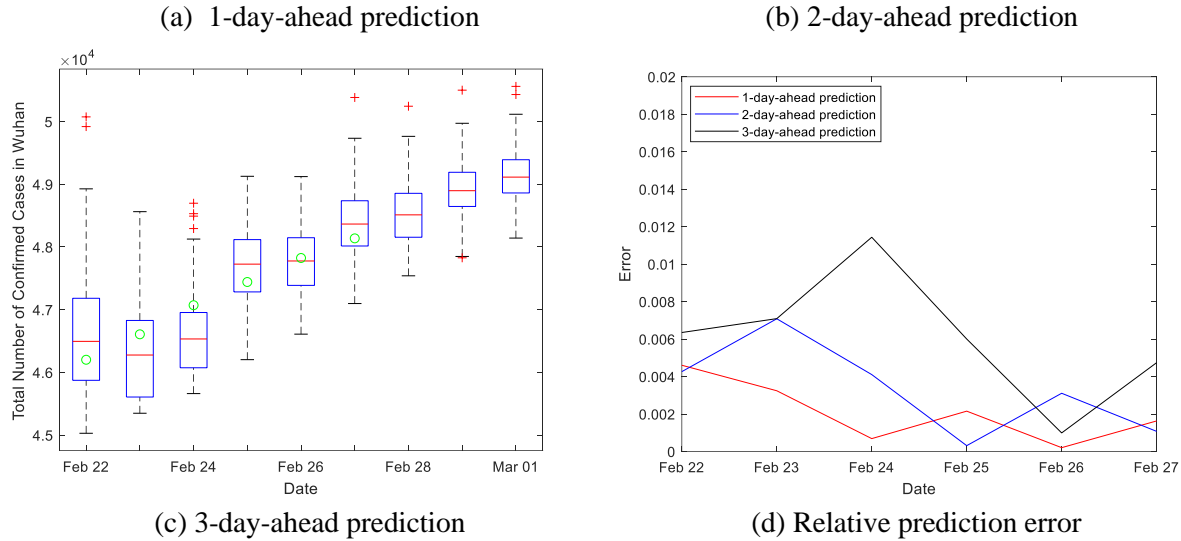 (a) 1-day-ahead prediction
(b) 2-day-ahead prediction
×10⁴
5
4.9
4.8
4.7
4.6
4.5
Total Number of Confirmed Cases in Wuhan
Feb 22
Feb 24
Feb 26
Feb 28
Mar 01
Date
(c) 3-day-ahead prediction
0.02
0.018
0.016
0.014
0.012
0.01
0.008
0.006
0.004
0.002
0
Error
1-day-ahead prediction
2-day-ahead prediction
3-day-ahead prediction
Feb 22
Feb 23
Feb 24
Feb 25
Feb 26
Feb 27
Date
(d) Relative prediction error